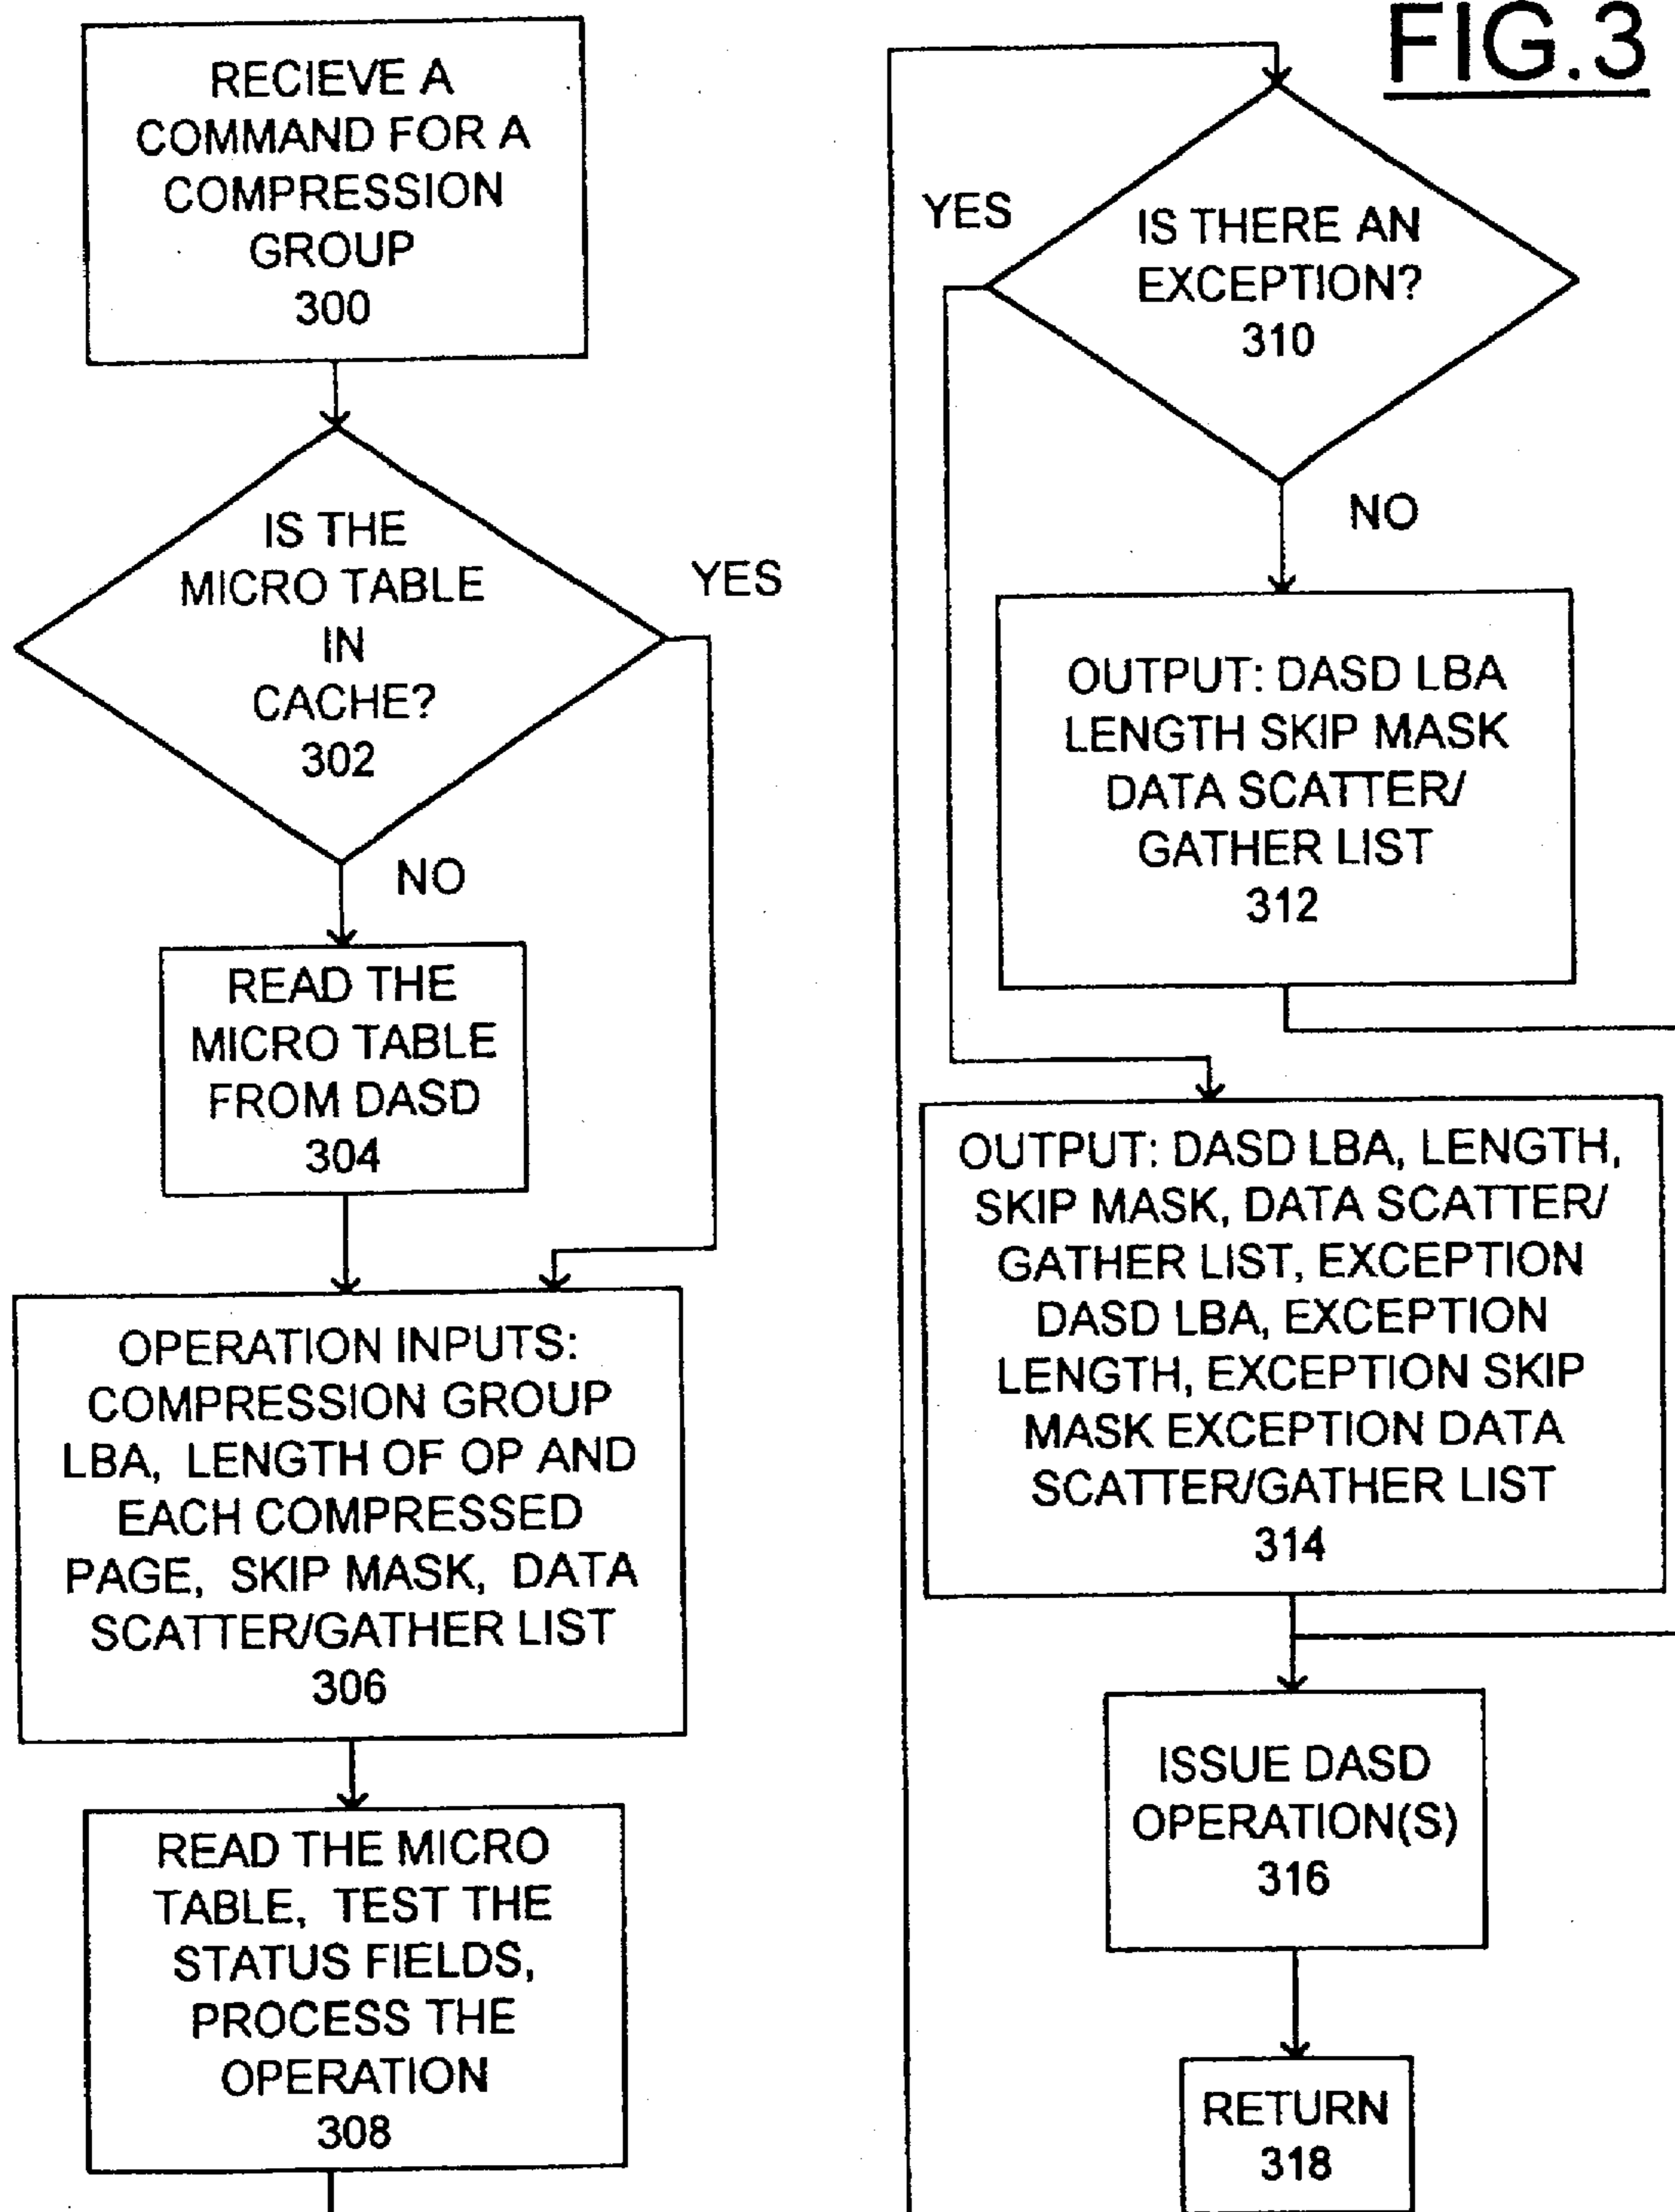 FIG.3
RECIEVE A
COMMAND FOR A
COMPRESSION
GROUP
300
IS THE
MICRO TABLE
IN
CACHE?
302
YES
NO
READ THE
MICRO TABLE
FROM DASD
304
OPERATION INPUTS:
COMPRESSION GROUP
LBA, LENGTH OF OP AND
EACH COMPRESSED
PAGE, SKIP MASK, DATA
SCATTER/GATHER LIST
306
READ THE MICRO
TABLE, TEST THE
STATUS FIELDS,
PROCESS THE
OPERATION
308
YES
IS THERE AN
EXCEPTION?
310
NO
OUTPUT: DASD LBA
LENGTH SKIP MASK
DATA SCATTER/
GATHER LIST
312
OUTPUT: DASD LBA, LENGTH,
SKIP MASK, DATA SCATTER/
GATHER LIST, EXCEPTION
DASD LBA, EXCEPTION
LENGTH, EXCEPTION SKIP
MASK EXCEPTION DATA
SCATTER/GATHER LIST
314
ISSUE DASD
OPERATION(S)
316
RETURN
318